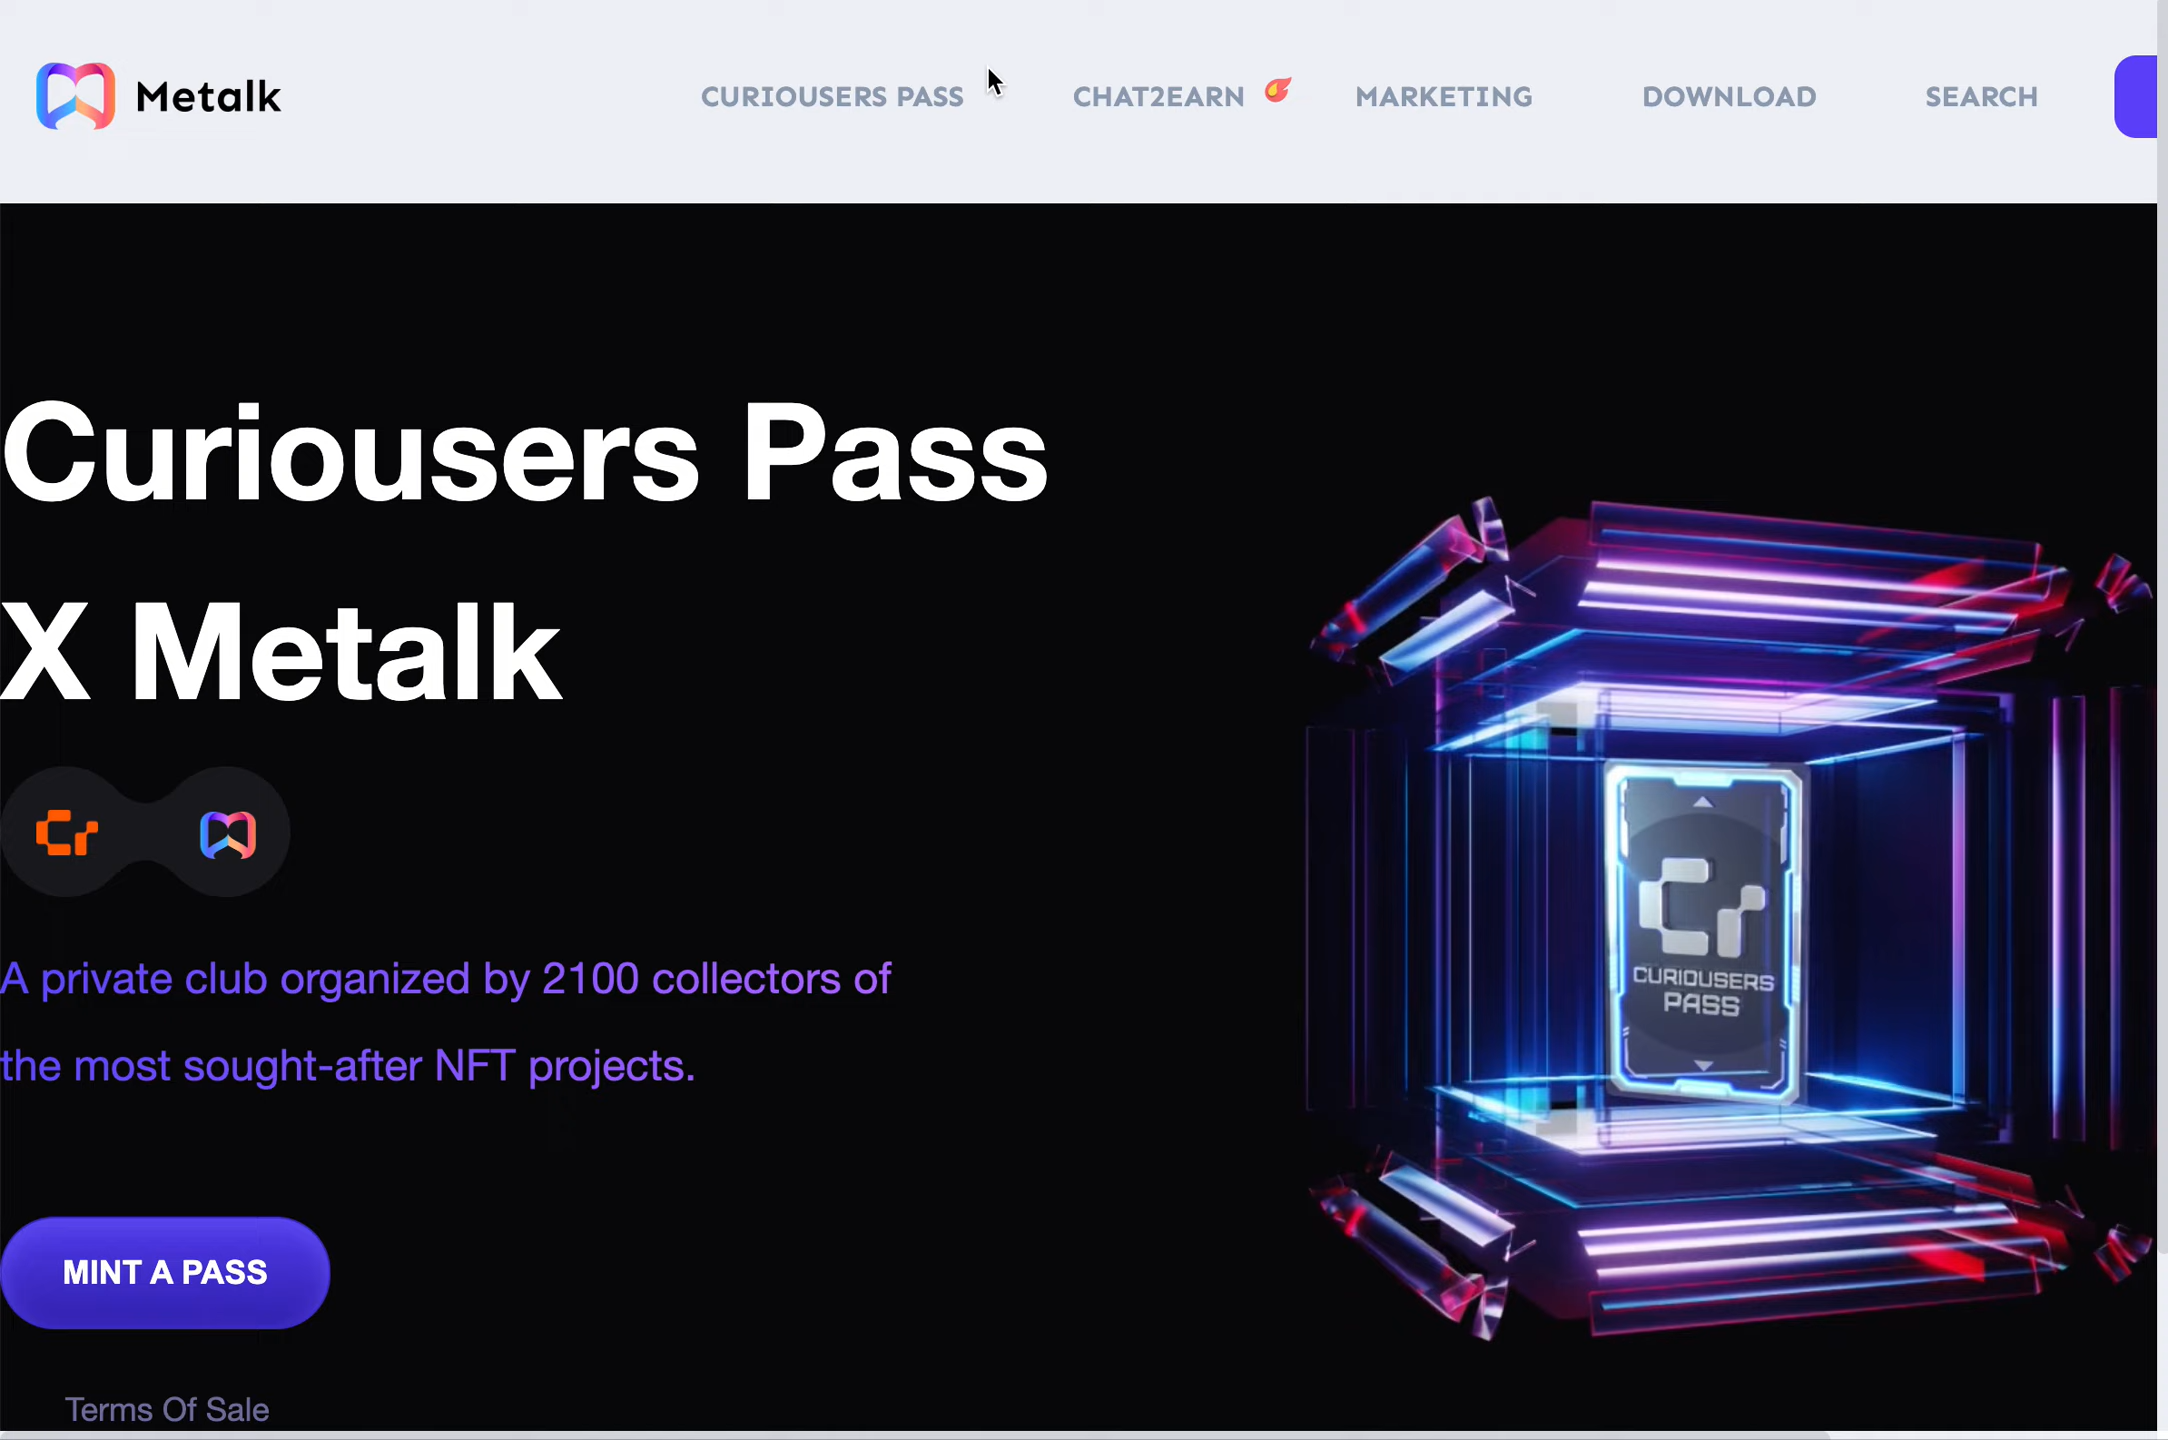 Metalk
CURIOUSERS PASS
CHAT2EARN
MARKETING
DOWNLOAD
SEARCH
Curiousers Pass
X Metalk
Cr
A private club organized by 2100 collectors of
the most sought-after NFT projects.
MINT A PASS
Terms Of Sale
Cr
CURIOUSERS
PASS